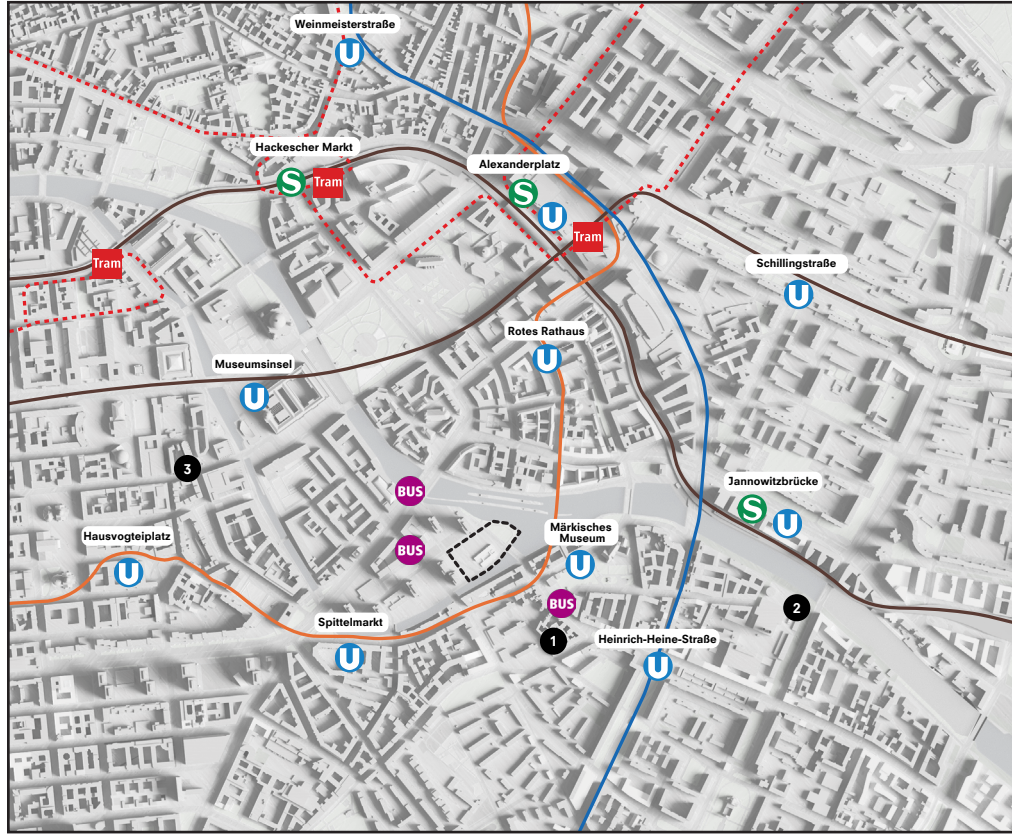 Weinmeisterstraße
U
Hackescher Markt
S
Tram
Alexanderplatz
S
U
Tram
Tram
Schillingstraße
U
Rotes Rathaus
U
Museumsinsel
U
3
BUS
Jannowitzbrücke
S
U
Hausvogteiplatz
U
BUS
Märkisches
Museum
U
BUS
2
Spittelmarkt
U
1
Heinrich-Heine-Straße
U